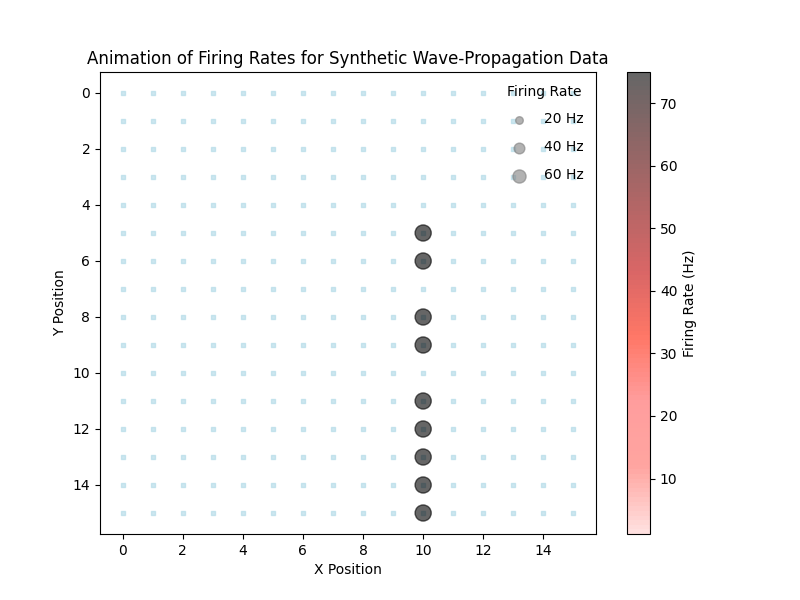 Animation of Firing Rates for Synthetic Wave-Propagation Data
Firing Rate
20 Hz
40 Hz
60 Hz
0
2
4
6
8
10
12
14
Y Position
0 2 4 6 8 10 12 14
X Position
70
60
50
40
30
20
10
Firing Rate (Hz)